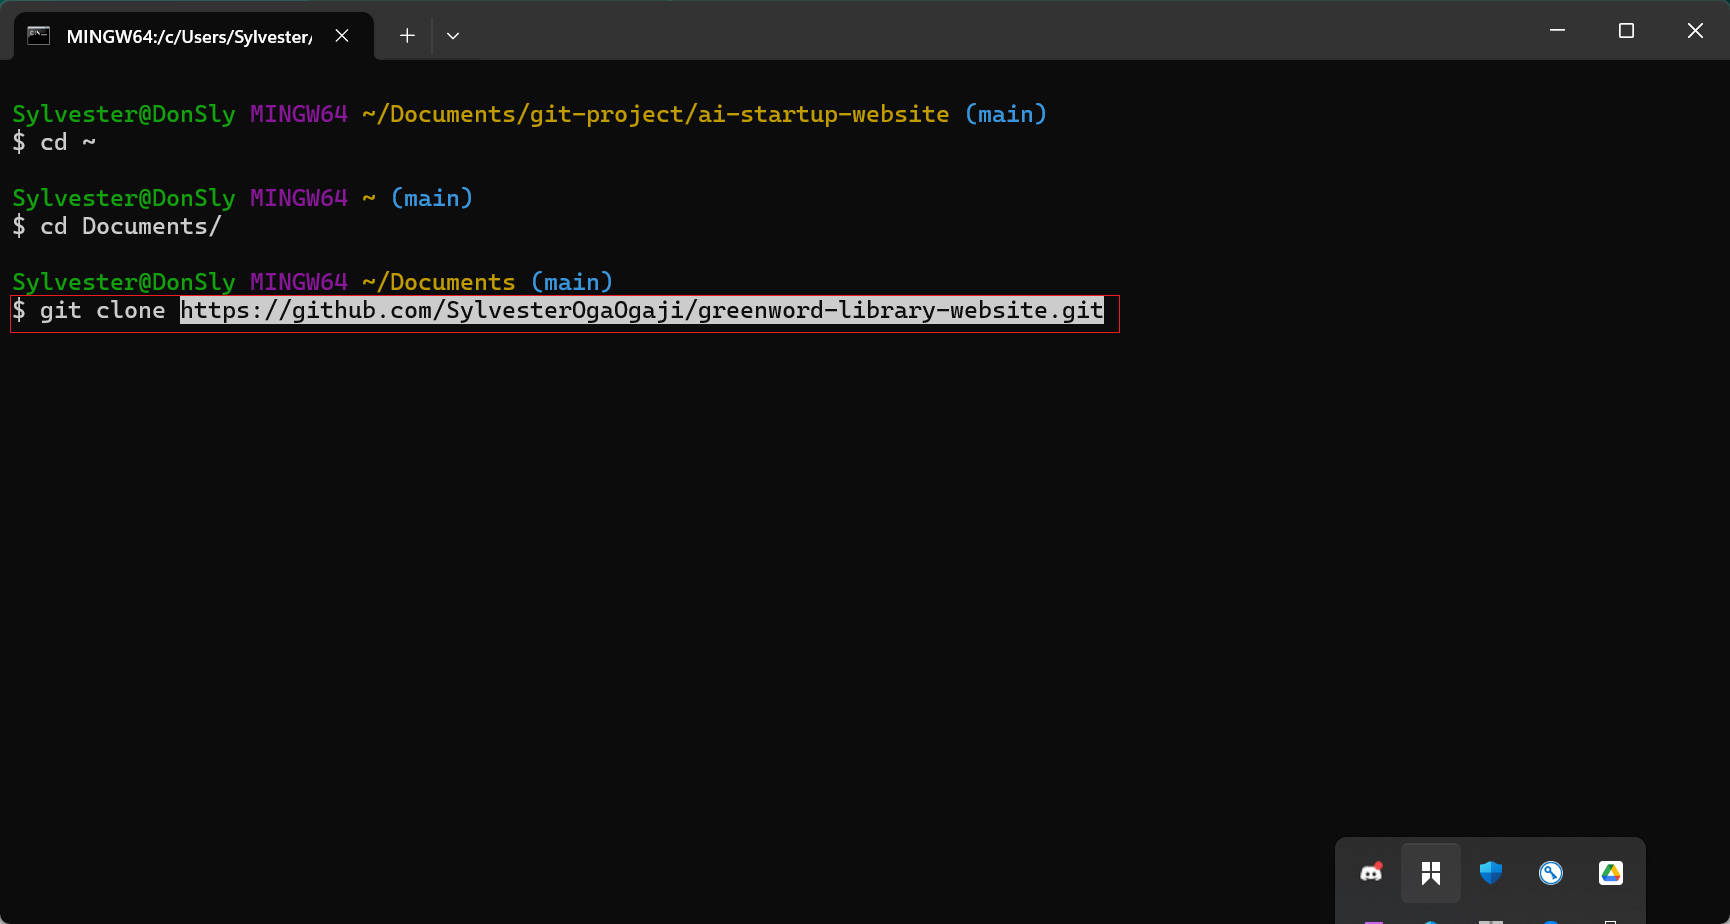 MINGW64:/c/Users/Sylvester/
Sylvester@DonSly MINGW64 ~/Documents/git-project/ai-startup-website (main)
$ cd ~
Sylvester@DonSly MINGW64 ~ (main)
$ cd Documents/
Sylvester@DonSly MINGW64 ~/Documents (main)
$ git clone https://github.com/SylvesterOgaOgaji/greenword-library-website.git